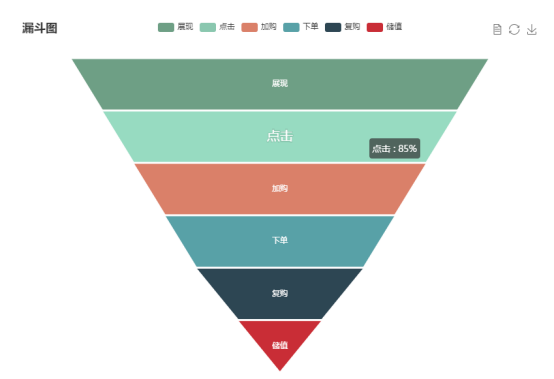 漏斗图
展现 点击 加购 下单 复购 储值
展现
点击
点击 : 85%
加购
下单
复购
储值